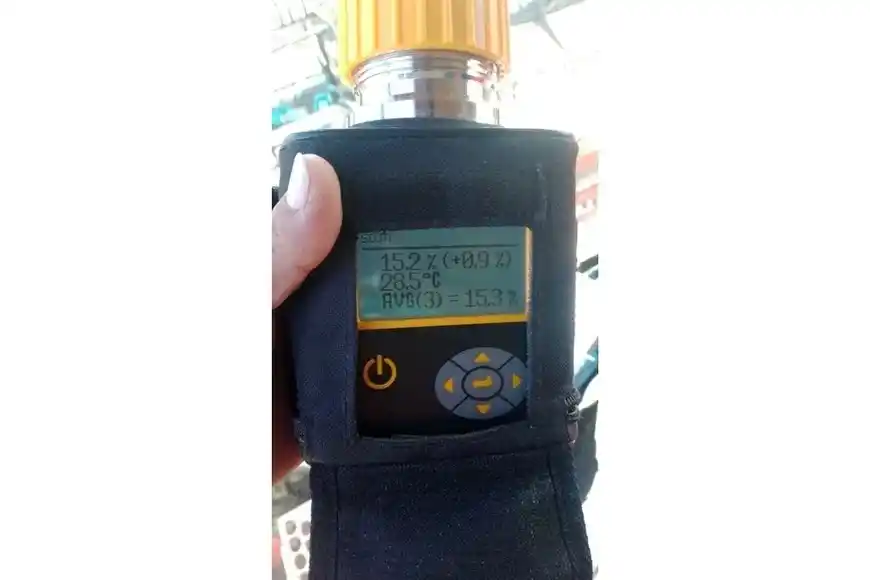 15.2 % (+0.9 %)
28.5°C
AVG(3) = 15.3 %